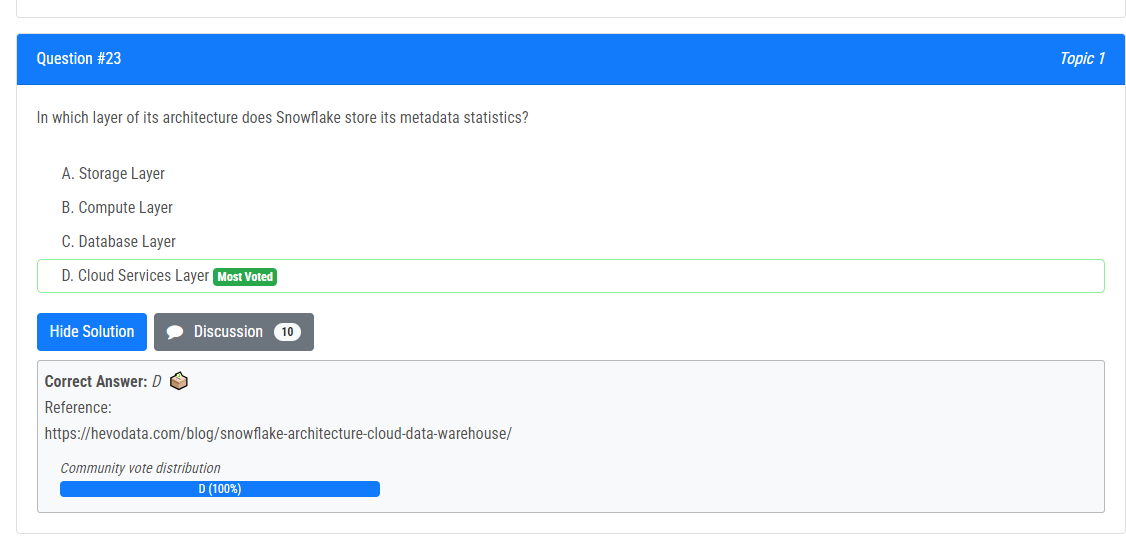 Question #23 Topic 1
In which layer of its architecture does Snowflake store its metadata statistics?
A. Storage Layer
B. Compute Layer
C. Database Layer
D. Cloud Services Layer Most Voted
Hide Solution Discussion 10
Correct Answer: D
Reference:
https://hevodata.com/blog/snowflake-architecture-cloud-data-warehouse/
Community vote distribution
D (100%)